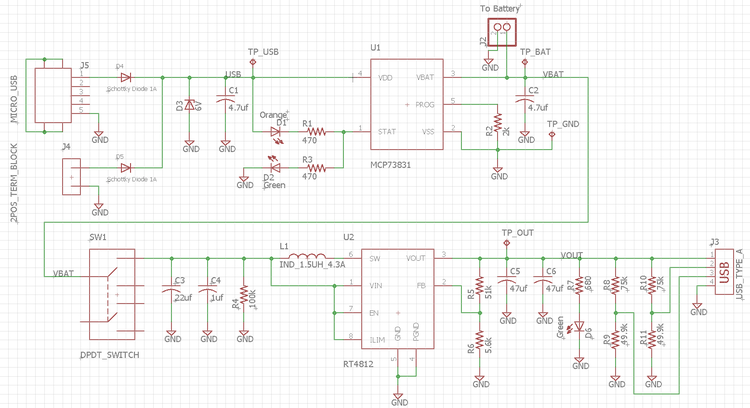 To Battery
J2
GND
TP_BAT
TP_USB
U1
J5
D4
Schottky Diode 1A
MICRO_USB
1
2
3
4
5
GND
USB
D3
6V
GND
C1
4.7uf
GND
4
VDD
VBAT
3
VBAT
PROG
5
C2
4.7uf
GND
TP_GND
Orange
D1
R1
470
1
STAT
VSS
2
R2
2k
GND
MCP73831
R3
470
D2
Green
GND
J4
2POS_TERM_BLOCK
D5
Schottky Diode 1A
GND
SW1
VBAT
DPDT_SWITCH
C3
22uf
GND
C4
1uf
GND
R4
100k
GND
L1
IND_1.5UH_4.3A
U2
6
SW
VOUT
3
1
VIN
FB
2
7
EN
8
ILIM
GND
PGND
5
4
RT4812
GND
TP_OUT
R5
51k
R6
5.6k
GND
C5
47uf
GND
C6
47uf
GND
VOUT
R7
680
Green
D6
GND
R8
75k
R9
49.9k
GND
R10
75k
R11
49.9k
GND
J3
1
2
3
4
USB
USB_TYPE_A
GND